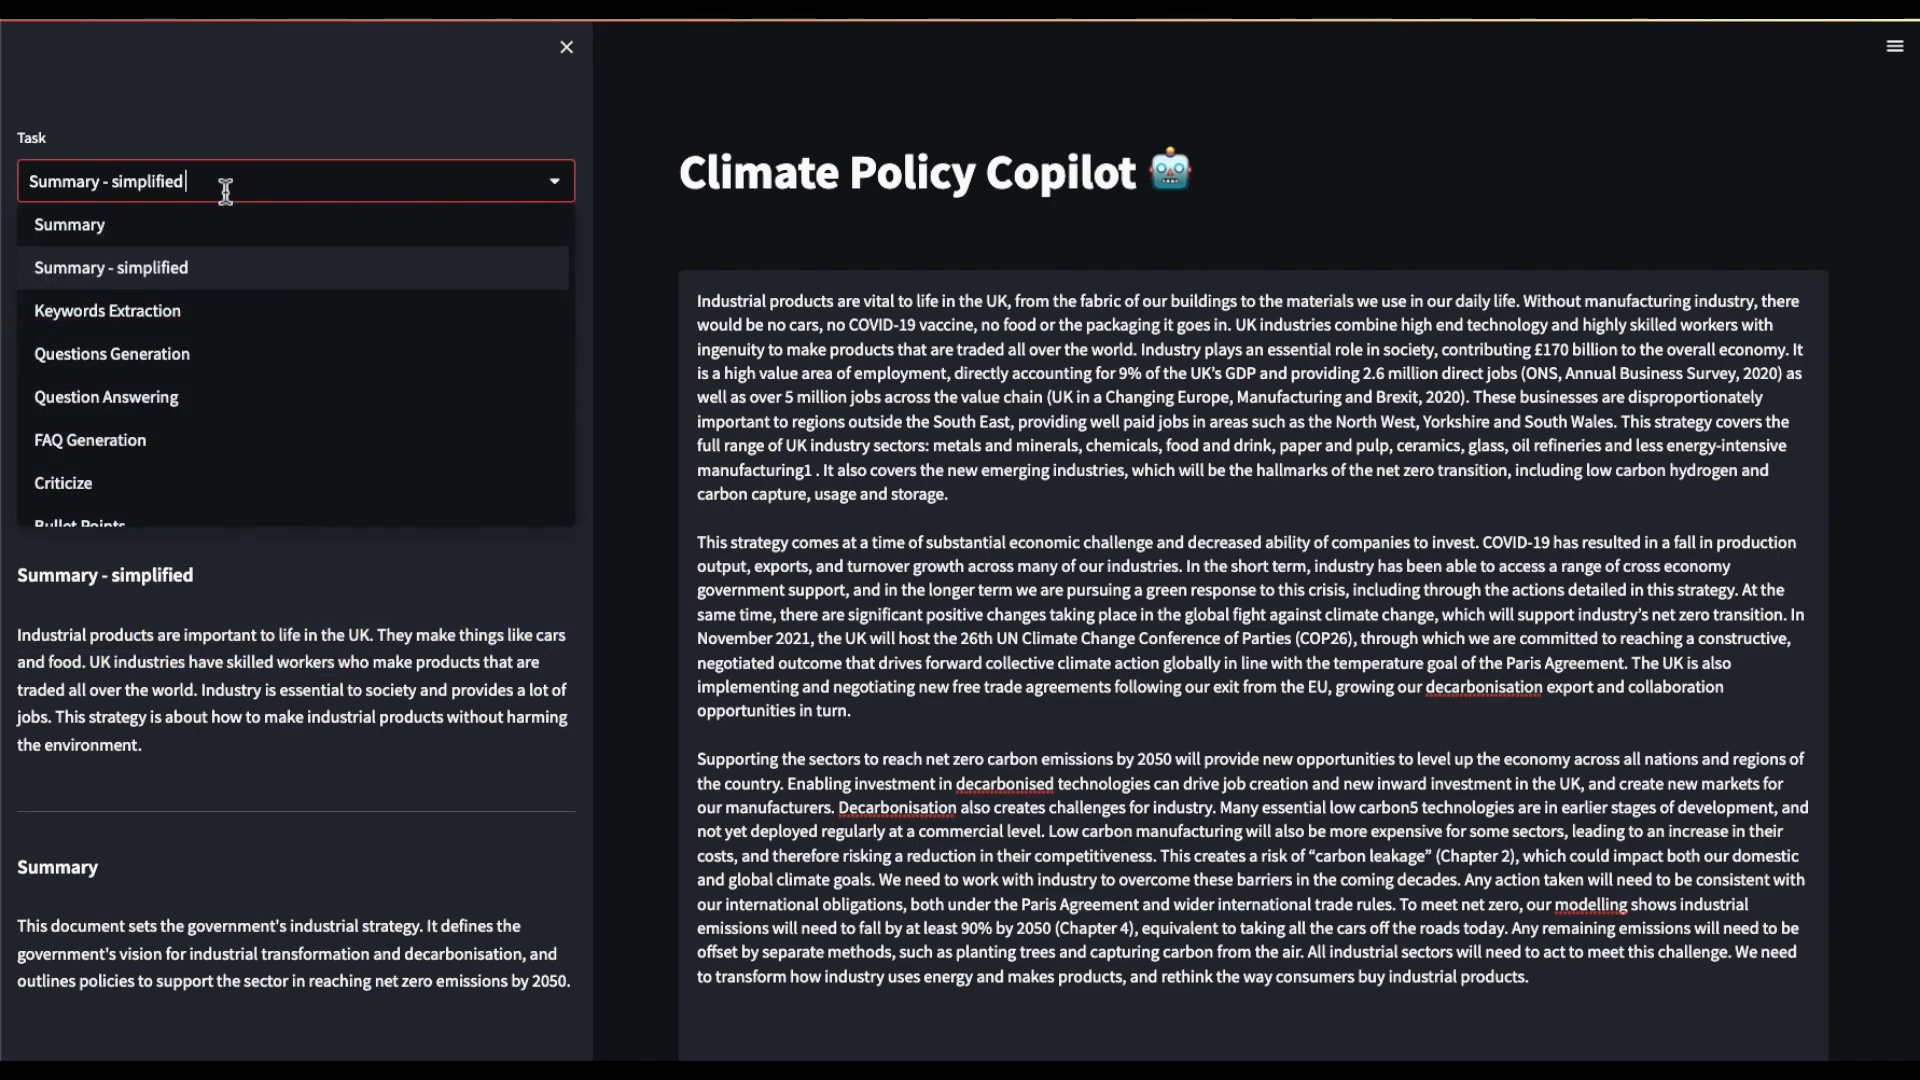 Task
Summary - simplified
Summary
Summary - simplified
Keywords Extraction
Questions Generation
Question Answering
FAQ Generation
Criticize
Bullet Points
Summary - simplified
Industrial products are important to life in the UK. They make things like cars
and food. UK industries have skilled workers who make products that are
traded all over the world. Industry is essential to society and provides a lot of
jobs. This strategy is about how to make industrial products without harming
the environment.
Summary
This document sets the government's industrial strategy. It defines the
government's vision for industrial transformation and decarbonisation, and
outlines policies to support the sector in reaching net zero emissions by 2050.
Climate Policy Copilot
Industrial products are vital to life in the UK, from the fabric of our buildings to the materials we use in our daily life. Without manufacturing industry, there
would be no cars, no COVID-19 vaccine, no food or the packaging it goes in. UK industries combine high end technology and highly skilled workers with
ingenuity to make products that are traded all over the world. Industry plays an essential role in society, contributing £170 billion to the overall economy. It
is a high value area of employment, directly accounting for 9% of the UK's GDP and providing 2.6 million direct jobs (ONS, Annual Business Survey, 2020) as
well as over 5 million jobs across the value chain (UK in a Changing Europe, Manufacturing and Brexit, 2020). These businesses are disproportionately
important to regions outside the South East, providing well paid jobs in areas such as the North West, Yorkshire and South Wales. This strategy covers the
full range of UK industry sectors: metals and minerals, chemicals, food and drink, paper and pulp, ceramics, glass, oil refineries and less energy-intensive
manufacturing1 . It also covers the new emerging industries, which will be the hallmarks of the net zero transition, including low carbon hydrogen and
carbon capture, usage and storage.
This strategy comes at a time of substantial economic challenge and decreased ability of companies to invest. COVID-19 has resulted in a fall in production
output, exports, and turnover growth across many of our industries. In the short term, industry has been able to access a range of cross economy
government support, and in the longer term we are pursuing a green response to this crisis, including through the actions detailed in this strategy. At the
same time, there are significant positive changes taking place in the global fight against climate change, which will support industry's net zero transition. In
November 2021, the UK will host the 26th UN Climate Change Conference of Parties (COP26), through which we are committed to reaching a constructive,
negotiated outcome that drives forward collective climate action globally in line with the temperature goal of the Paris Agreement. The UK is also
implementing and negotiating new free trade agreements following our exit from the EU, growing our decarbonisation export and collaboration
opportunities in turn.
Supporting the sectors to reach net zero carbon emissions by 2050 will provide new opportunities to level up the economy across all nations and regions of
the country. Enabling investment in decarbonised technologies can drive job creation and new inward investment in the UK, and create new markets for
our manufacturers. Decarbonisation also creates challenges for industry. Many essential low carbon5 technologies are in earlier stages of development, and
not yet deployed regularly at a commercial level. Low carbon manufacturing will also be more expensive for some sectors, leading to an increase in their
costs, and therefore risking a reduction in their competitiveness. This creates a risk of “carbon leakage” (Chapter 2), which could impact both our domestic
and global climate goals. We need to work with industry to overcome these barriers in the coming decades. Any action taken will need to be consistent with
our international obligations, both under the Paris Agreement and wider international trade rules. To meet net zero, our modelling shows industrial
emissions will need to fall by at least 90% by 2050 (Chapter 4), equivalent to taking all the cars off the roads today. Any remaining emissions will need to be
offset by separate methods, such as planting trees and capturing carbon from the air. All industrial sectors will need to act to meet this challenge. We need
to transform how industry uses energy and makes products, and rethink the way consumers buy industrial products.